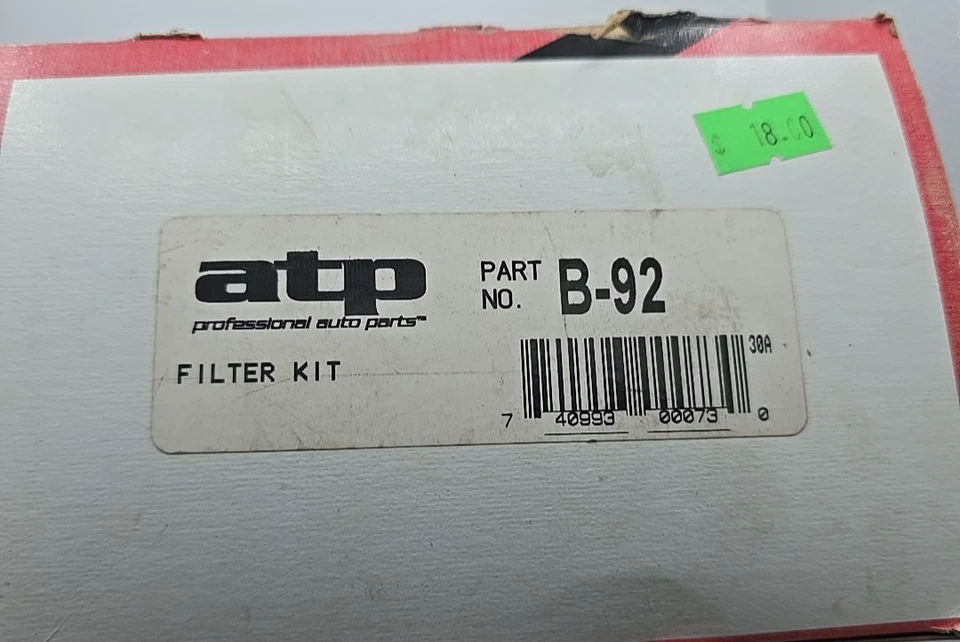 $ 18.00
atp
professional auto parts™
PART NO. B-92
FILTER KIT
30A
7 40993 00073 0